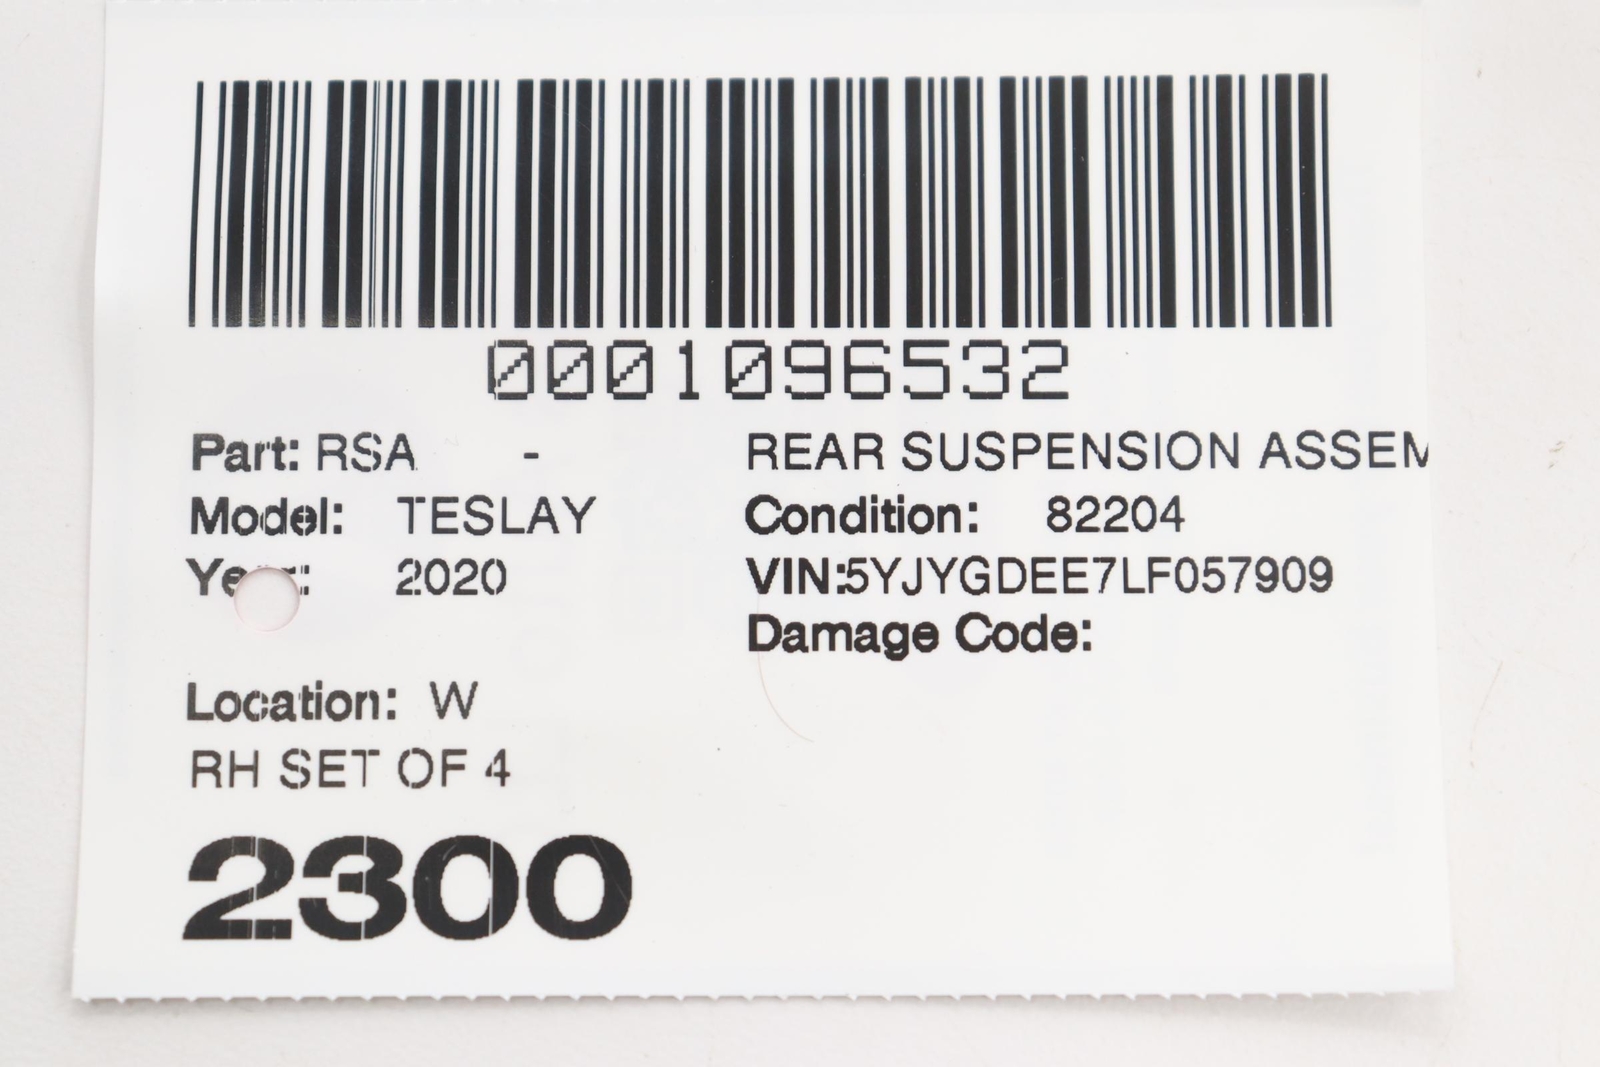 0001096532
Part: RSA - REAR SUSPENSION ASSEM
Model: TESLAY Condition: 82204
Year: 2020 VIN:5YJYGDEE7LF057909
Damage Code:
Location: W
RH SET OF 4
2300